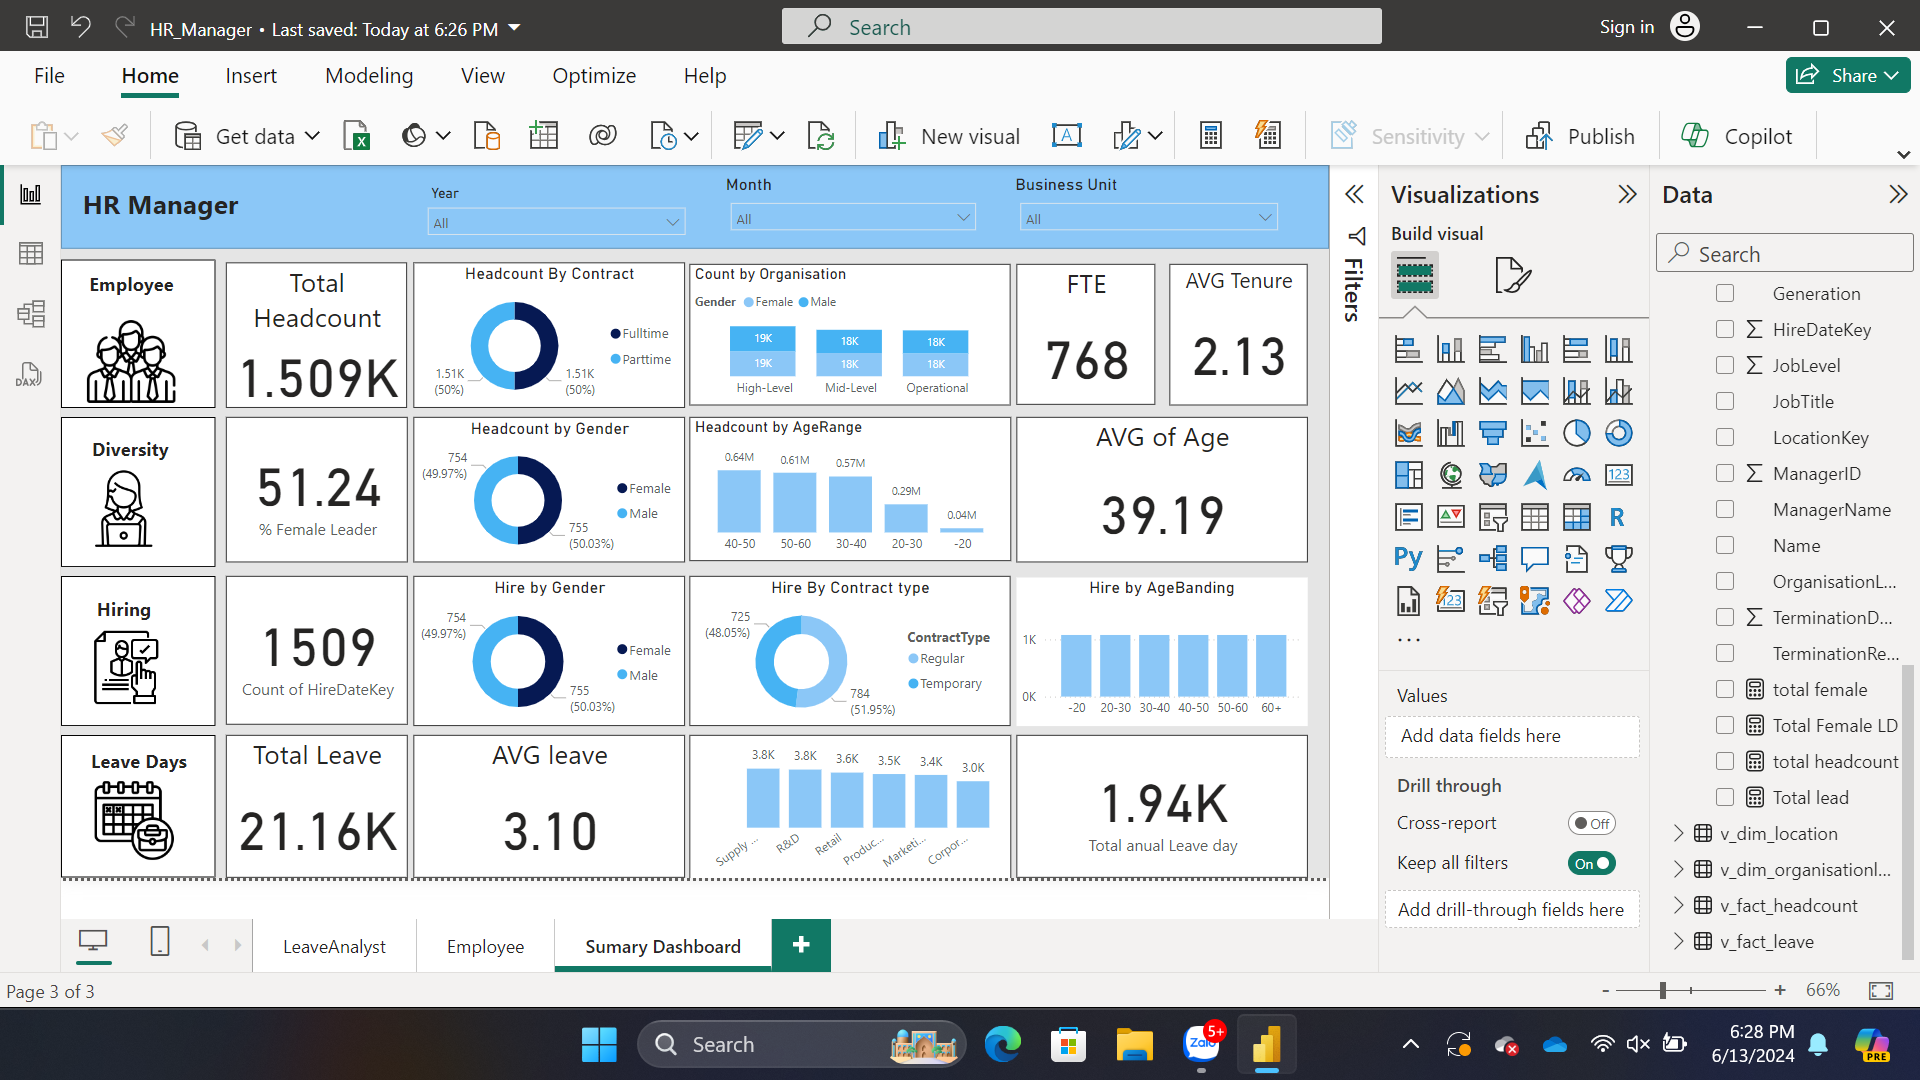 HR_Manager • Last saved: Today at 6:26 PM
Search
Sign in
File Home Insert Modeling View Optimize Help
Share
Get data
New visual
Sensitivity
Publish
Copilot
HR Manager
Year
All
Month
All
Business Unit
All
Employee
Total Headcount
1.509K
Headcount By Contract
1.51K (50%)
1.51K (50%)
Fulltime
Parttime
Count by Organisation
Gender Female Male
19K 18K 18K
19K 18K 18K
High-Level Mid-Level Operational
FTE
768
AVG Tenure
2.13
Diversity
51.24
% Female Leader
Headcount by Gender
754 (49.97%)
755 (50.03%)
Female
Male
Headcount by AgeRange
0.64M 0.61M 0.57M 0.29M 0.04M
40-50 50-60 30-40 20-30 -20
AVG of Age
39.19
Hiring
1509
Count of HireDateKey
Hire by Gender
754 (49.97%)
755 (50.03%)
Female
Male
Hire By Contract type
725 (48.05%)
784 (51.95%)
ContractType
Regular
Temporary
Hire by AgeBanding
1K
0K
-20 20-30 30-40 40-50 50-60 60+
Leave Days
Total Leave
21.16K
AVG leave
3.10
3.8K 3.8K 3.6K 3.5K 3.4K 3.0K
Supply ... R&D Retail Produc... Marketi... Corpor...
1.94K
Total anual Leave day
Filters
Visualizations
Build visual
123
R
Py
123
...
Values
Add data fields here
Drill through
Cross-report
Off
Keep all filters
On
Add drill-through fields here
Data
Search
Generation
HireDateKey
JobLevel
JobTitle
LocationKey
ManagerID
ManagerName
Name
OrganisationL...
TerminationD...
TerminationRe...
total female
Total Female LD
total headcount
Total lead
v_dim_location
v_dim_organisationl...
v_fact_headcount
v_fact_leave
DAX
LeaveAnalyst Employee Sumary Dashboard +
Page 3 of 3
- + 66%
Search
Zalo
5+
6:28 PM
6/13/2024
PRE